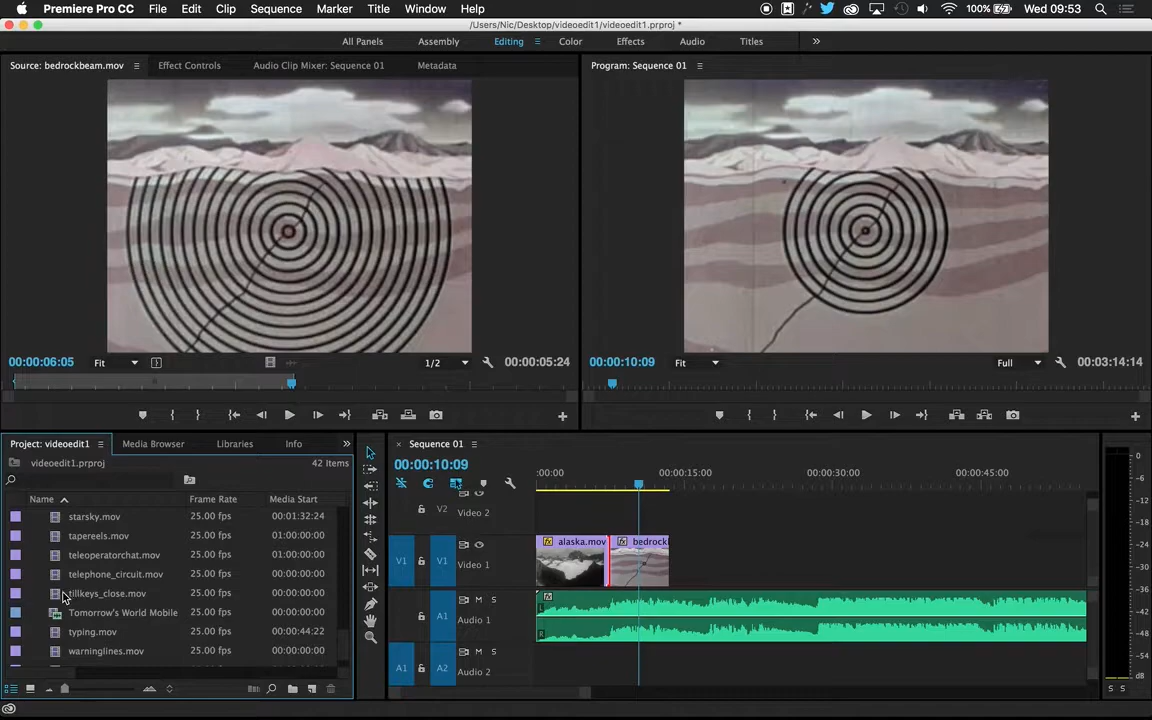 Premiere Pro CC File Edit Clip Sequence Marker Title Window Help 100% Wed 09:53
/Users/Nic/Desktop/videoedit1/videoedit1.prproj *
All Panels Assembly Editing Color Effects Audio Titles
Source: bedrockbeam.mov Effect Controls Audio Clip Mixer: Sequence 01 Metadata Program: Sequence 01
00:00:06:05 Fit 1/2 00:00:05:24 00:00:10:09 Fit Full 00:03:14:14
Project: videoedit1 Media Browser Libraries Info
videoedit1.prproj 42 Items
Name Frame Rate Media Start
starsky.mov 25.00 fps 00:01:32:24
tapereels.mov 25.00 fps 01:00:00:00
teleoperatorchat.mov 25.00 fps 01:00:00:00
telephone_circuit.mov 25.00 fps 00:00:00:00
tillkeys_close.mov 25.00 fps 00:00:00:00
Tomorrow's World Mobile 25.00 fps 00:00:00:00
typing.mov 25.00 fps 00:00:44:22
warninglines.mov 25.00 fps 00:00:00:00
Sequence 01
00:00:10:09 :00:00 00:00:15:00 00:00:30:00 00:00:45:00
V2 Video 2
V1 V1 Video 1 alaska.mov bedrock
A1 M S Audio 1 L R
A1 A2 M S Audio 2
0
-6
-12
-18
-24
-30
-36
-42
-48
-54
dB
S S